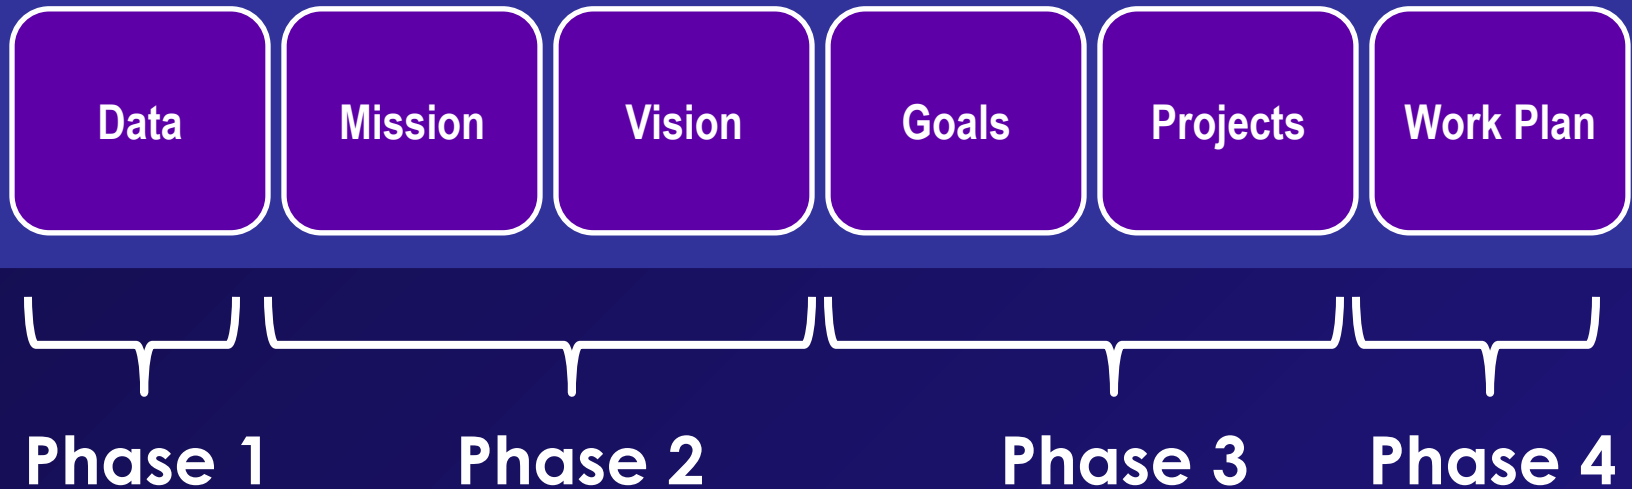 Data
Mission
Vision
Goals
Projects
Work Plan
Phase 1
Phase 2
Phase 3
Phase 4